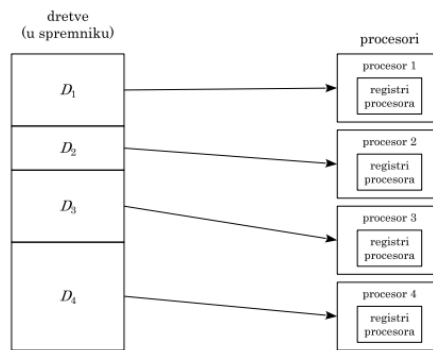 dretve
(u spremniku)
D₁
D₂
D₃
D₄
procesori
procesor 1
registri
procesora
procesor 2
registri
procesora
procesor 3
registri
procesora
procesor 4
registri
procesora